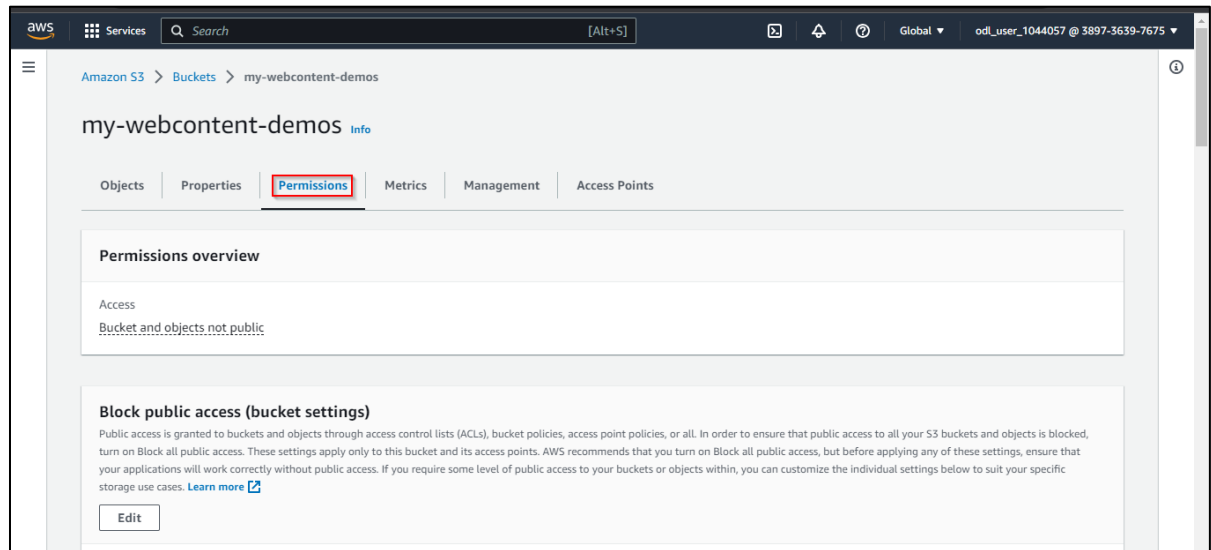 aws Services Search [Alt+S] Global odl_user_1044057 @ 3897-3639-7675
Amazon S3 > Buckets > my-webcontent-demos
my-webcontent-demos Info
Objects Properties Permissions Metrics Management Access Points
Permissions overview
Access
Bucket and objects not public
Block public access (bucket settings)
Public access is granted to buckets and objects through access control lists (ACLs), bucket policies, access point policies, or all. In order to ensure that public access to all your S3 buckets and objects is blocked,
turn on Block all public access. These settings apply only to this bucket and its access points. AWS recommends that you turn on Block all public access, but before applying any of these settings, ensure that
your applications will work correctly without public access. If you require some level of public access to your buckets or objects within, you can customize the individual settings below to suit your specific
storage use cases. Learn more
Edit